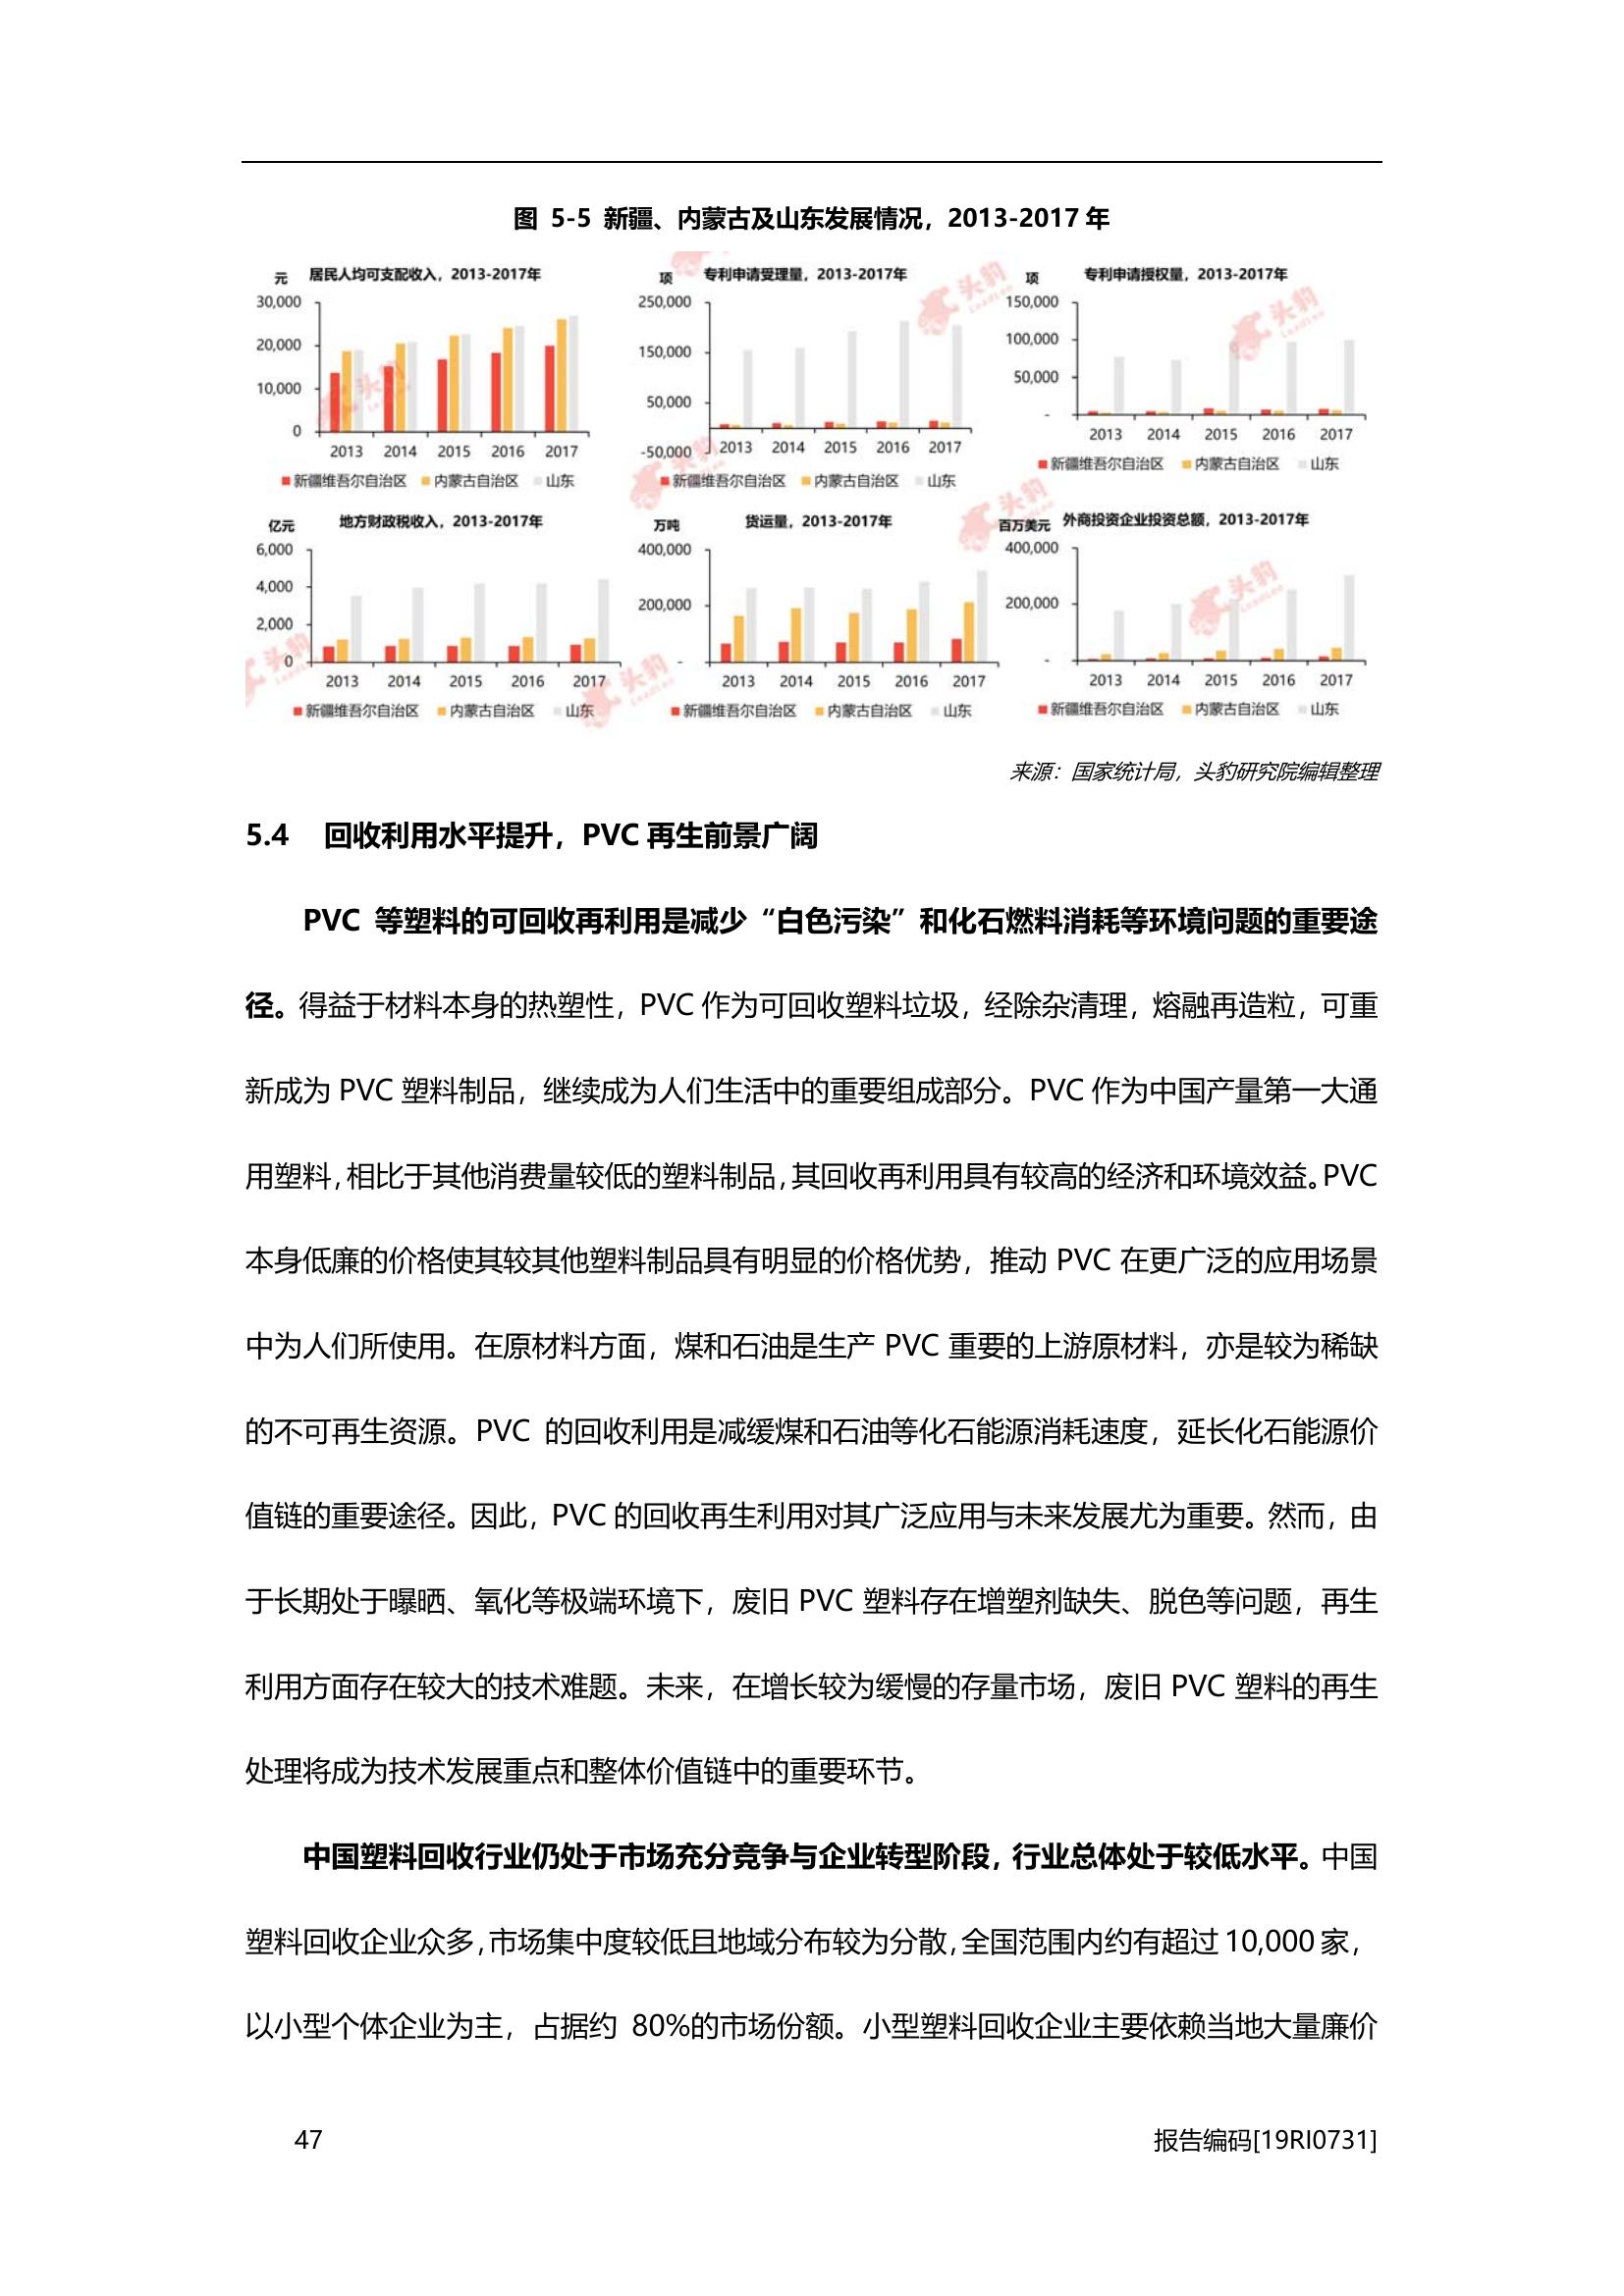 图 5-5 新疆、内蒙古及山东发展情况，2013-2017 年
元 居民人均可支配收入，2013-2017年
30,000
20,000
10,000
0
2013 2014 2015 2016 2017
新疆维吾尔自治区 内蒙古自治区 山东
项 专利申请受理量，2013-2017年
250,000
150,000
50,000
-50,000
2013 2014 2015 2016 2017
新疆维吾尔自治区 内蒙古自治区 山东
项 专利申请授权量，2013-2017年
150,000
100,000
50,000
-
2013 2014 2015 2016 2017
新疆维吾尔自治区 内蒙古自治区 山东
亿元 地方财政税收入，2013-2017年
6,000
4,000
2,000
0
2013 2014 2015 2016 2017
新疆维吾尔自治区 内蒙古自治区 山东
万吨 货运量，2013-2017年
400,000
200,000
-
2013 2014 2015 2016 2017
新疆维吾尔自治区 内蒙古自治区 山东
百万美元 外商投资企业投资总额，2013-2017年
400,000
200,000
-
2013 2014 2015 2016 2017
新疆维吾尔自治区 内蒙古自治区 山东
头豹
LeadLeo
来源：国家统计局，头豹研究院编辑整理
5.4 回收利用水平提升，PVC 再生前景广阔
PVC 等塑料的可回收再利用是减少“白色污染”和化石燃料消耗等环境问题的重要途
径。得益于材料本身的热塑性，PVC 作为可回收塑料垃圾，经除杂清理，熔融再造粒，可重
新成为 PVC 塑料制品，继续成为人们生活中的重要组成部分。PVC 作为中国产量第一大通
用塑料，相比于其他消费量较低的塑料制品，其回收再利用具有较高的经济和环境效益。PVC
本身低廉的价格使其较其他塑料制品具有明显的价格优势，推动 PVC 在更广泛的应用场景
中为人们所使用。在原材料方面，煤和石油是生产 PVC 重要的上游原材料，亦是较为稀缺
的不可再生资源。PVC 的回收利用是减缓煤和石油等化石能源消耗速度，延长化石能源价
值链的重要途径。因此，PVC 的回收再生利用对其广泛应用与未来发展尤为重要。然而，由
于长期处于曝晒、氧化等极端环境下，废旧 PVC 塑料存在增塑剂缺失、脱色等问题，再生
利用方面存在较大的技术难题。未来，在增长较为缓慢的存量市场，废旧 PVC 塑料的再生
处理将成为技术发展重点和整体价值链中的重要环节。
中国塑料回收行业仍处于市场充分竞争与企业转型阶段，行业总体处于较低水平。中国
塑料回收企业众多，市场集中度较低且地域分布较为分散，全国范围内约有超过 10,000 家，
以小型个体企业为主，占据约 80%的市场份额。小型塑料回收企业主要依赖当地大量廉价
47
报告编码[19RI0731]